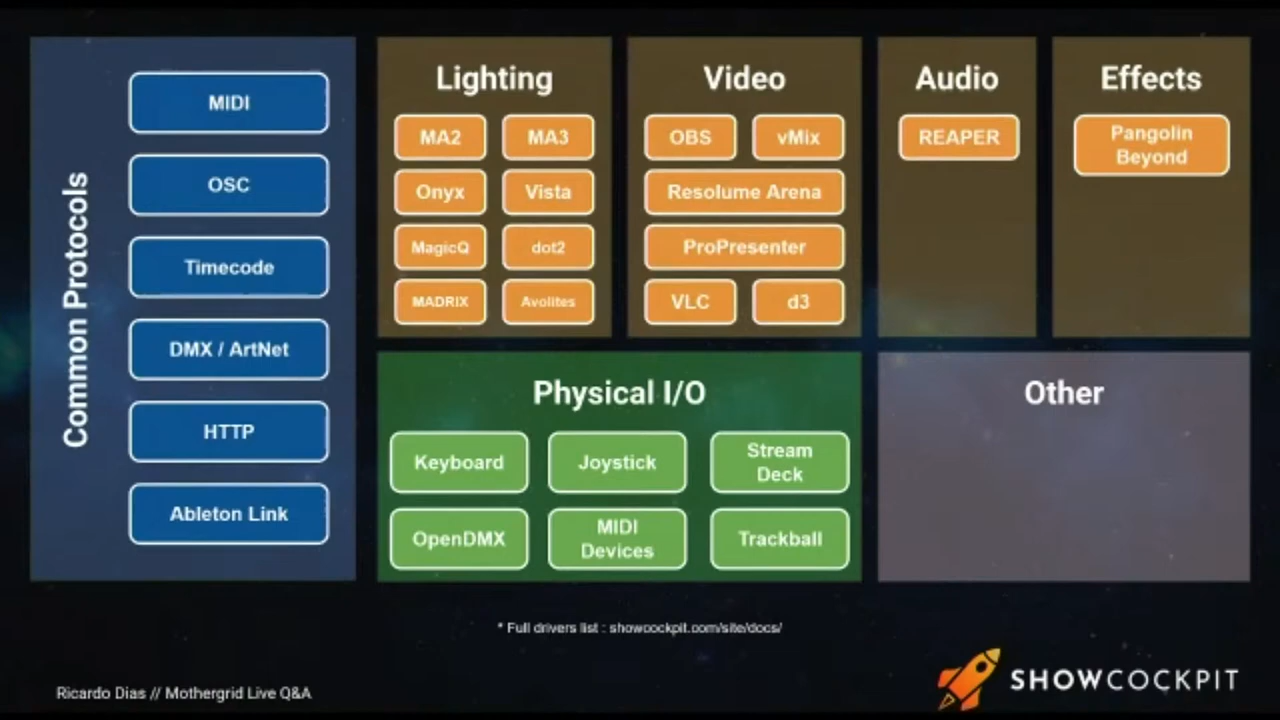 Common Protocols
MIDI
OSC
Timecode
DMX / ArtNet
HTTP
Ableton Link
Lighting
MA2
MA3
Onyx
Vista
MagicQ
dot2
MADRIX
Avolites
Video
OBS
vMix
Resolume Arena
ProPresenter
VLC
d3
Audio
REAPER
Effects
Pangolin
Beyond
Physical I/O
Keyboard
Joystick
Stream
Deck
OpenDMX
MIDI
Devices
Trackball
Other
* Full drivers list : showcockpit.com/site/docs/
Ricardo Dias // Mothergrid Live Q&A
SHOWCOCKPIT